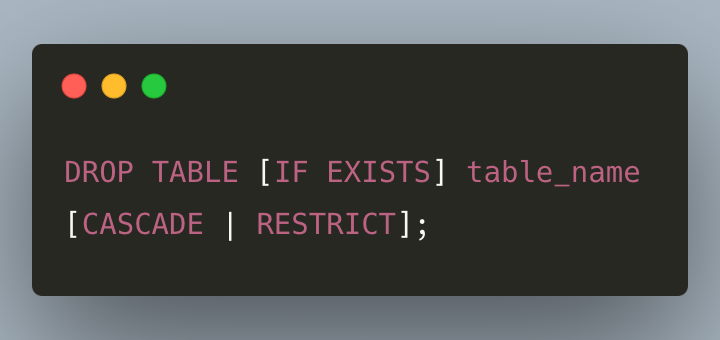 DROP TABLE [IF EXISTS] table_name
[CASCADE | RESTRICT];